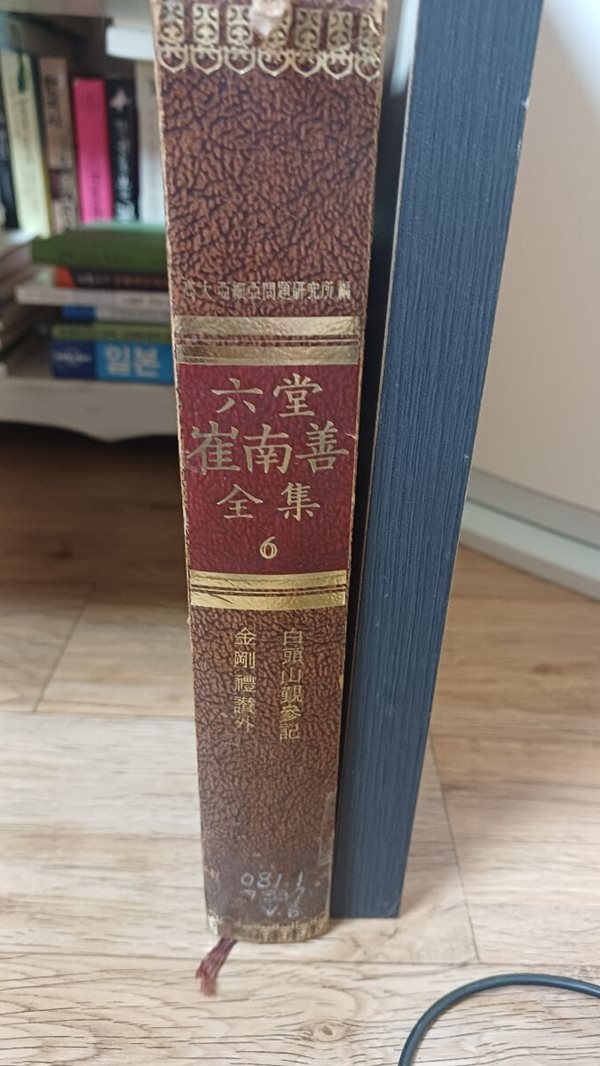 高大亞細亞問題硏究所 編
六堂
崔南善
全集
6
白頭山覲參記
金剛禮讚外
일본